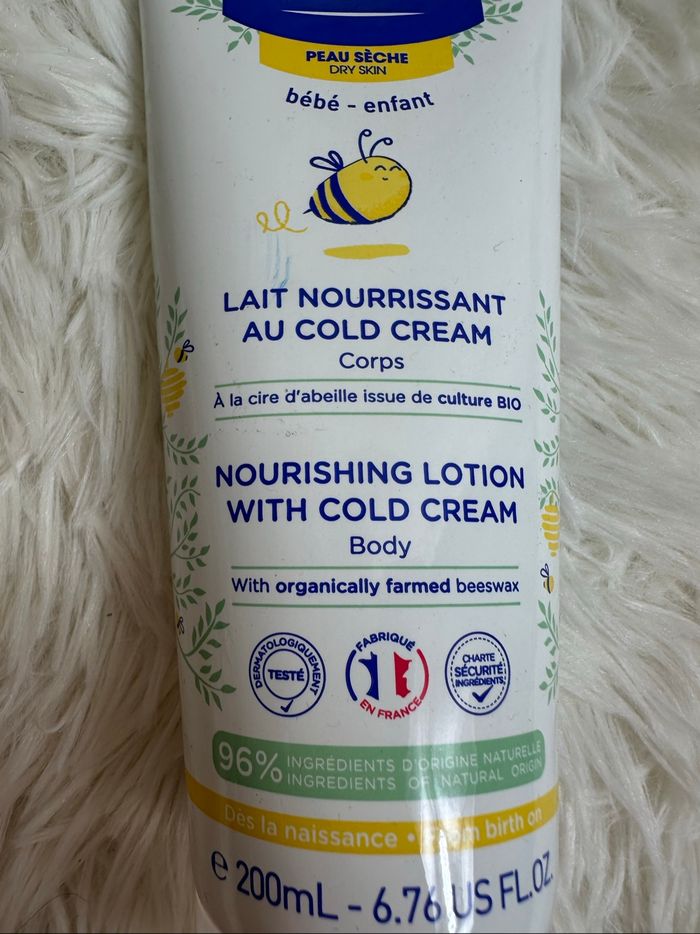 PEAU SÈCHE
DRY SKIN
bébé - enfant
LAIT NOURRISSANT
AU COLD CREAM
Corps
À la cire d'abeille issue de culture BIO
NOURISHING LOTION
WITH COLD CREAM
Body
With organically farmed beeswax
DERMATOLOGIQUEMENT
TESTÉ
FABRIQUÉ
EN FRANCE
CHARTE
SÉCURITÉ
INGRÉDIENTS
96% INGRÉDIENTS D'ORIGINE NATURELLE
INGREDIENTS OF NATURAL ORIGIN
Dès la naissance • From birth on
e 200mL - 6.76 US FL.OZ.